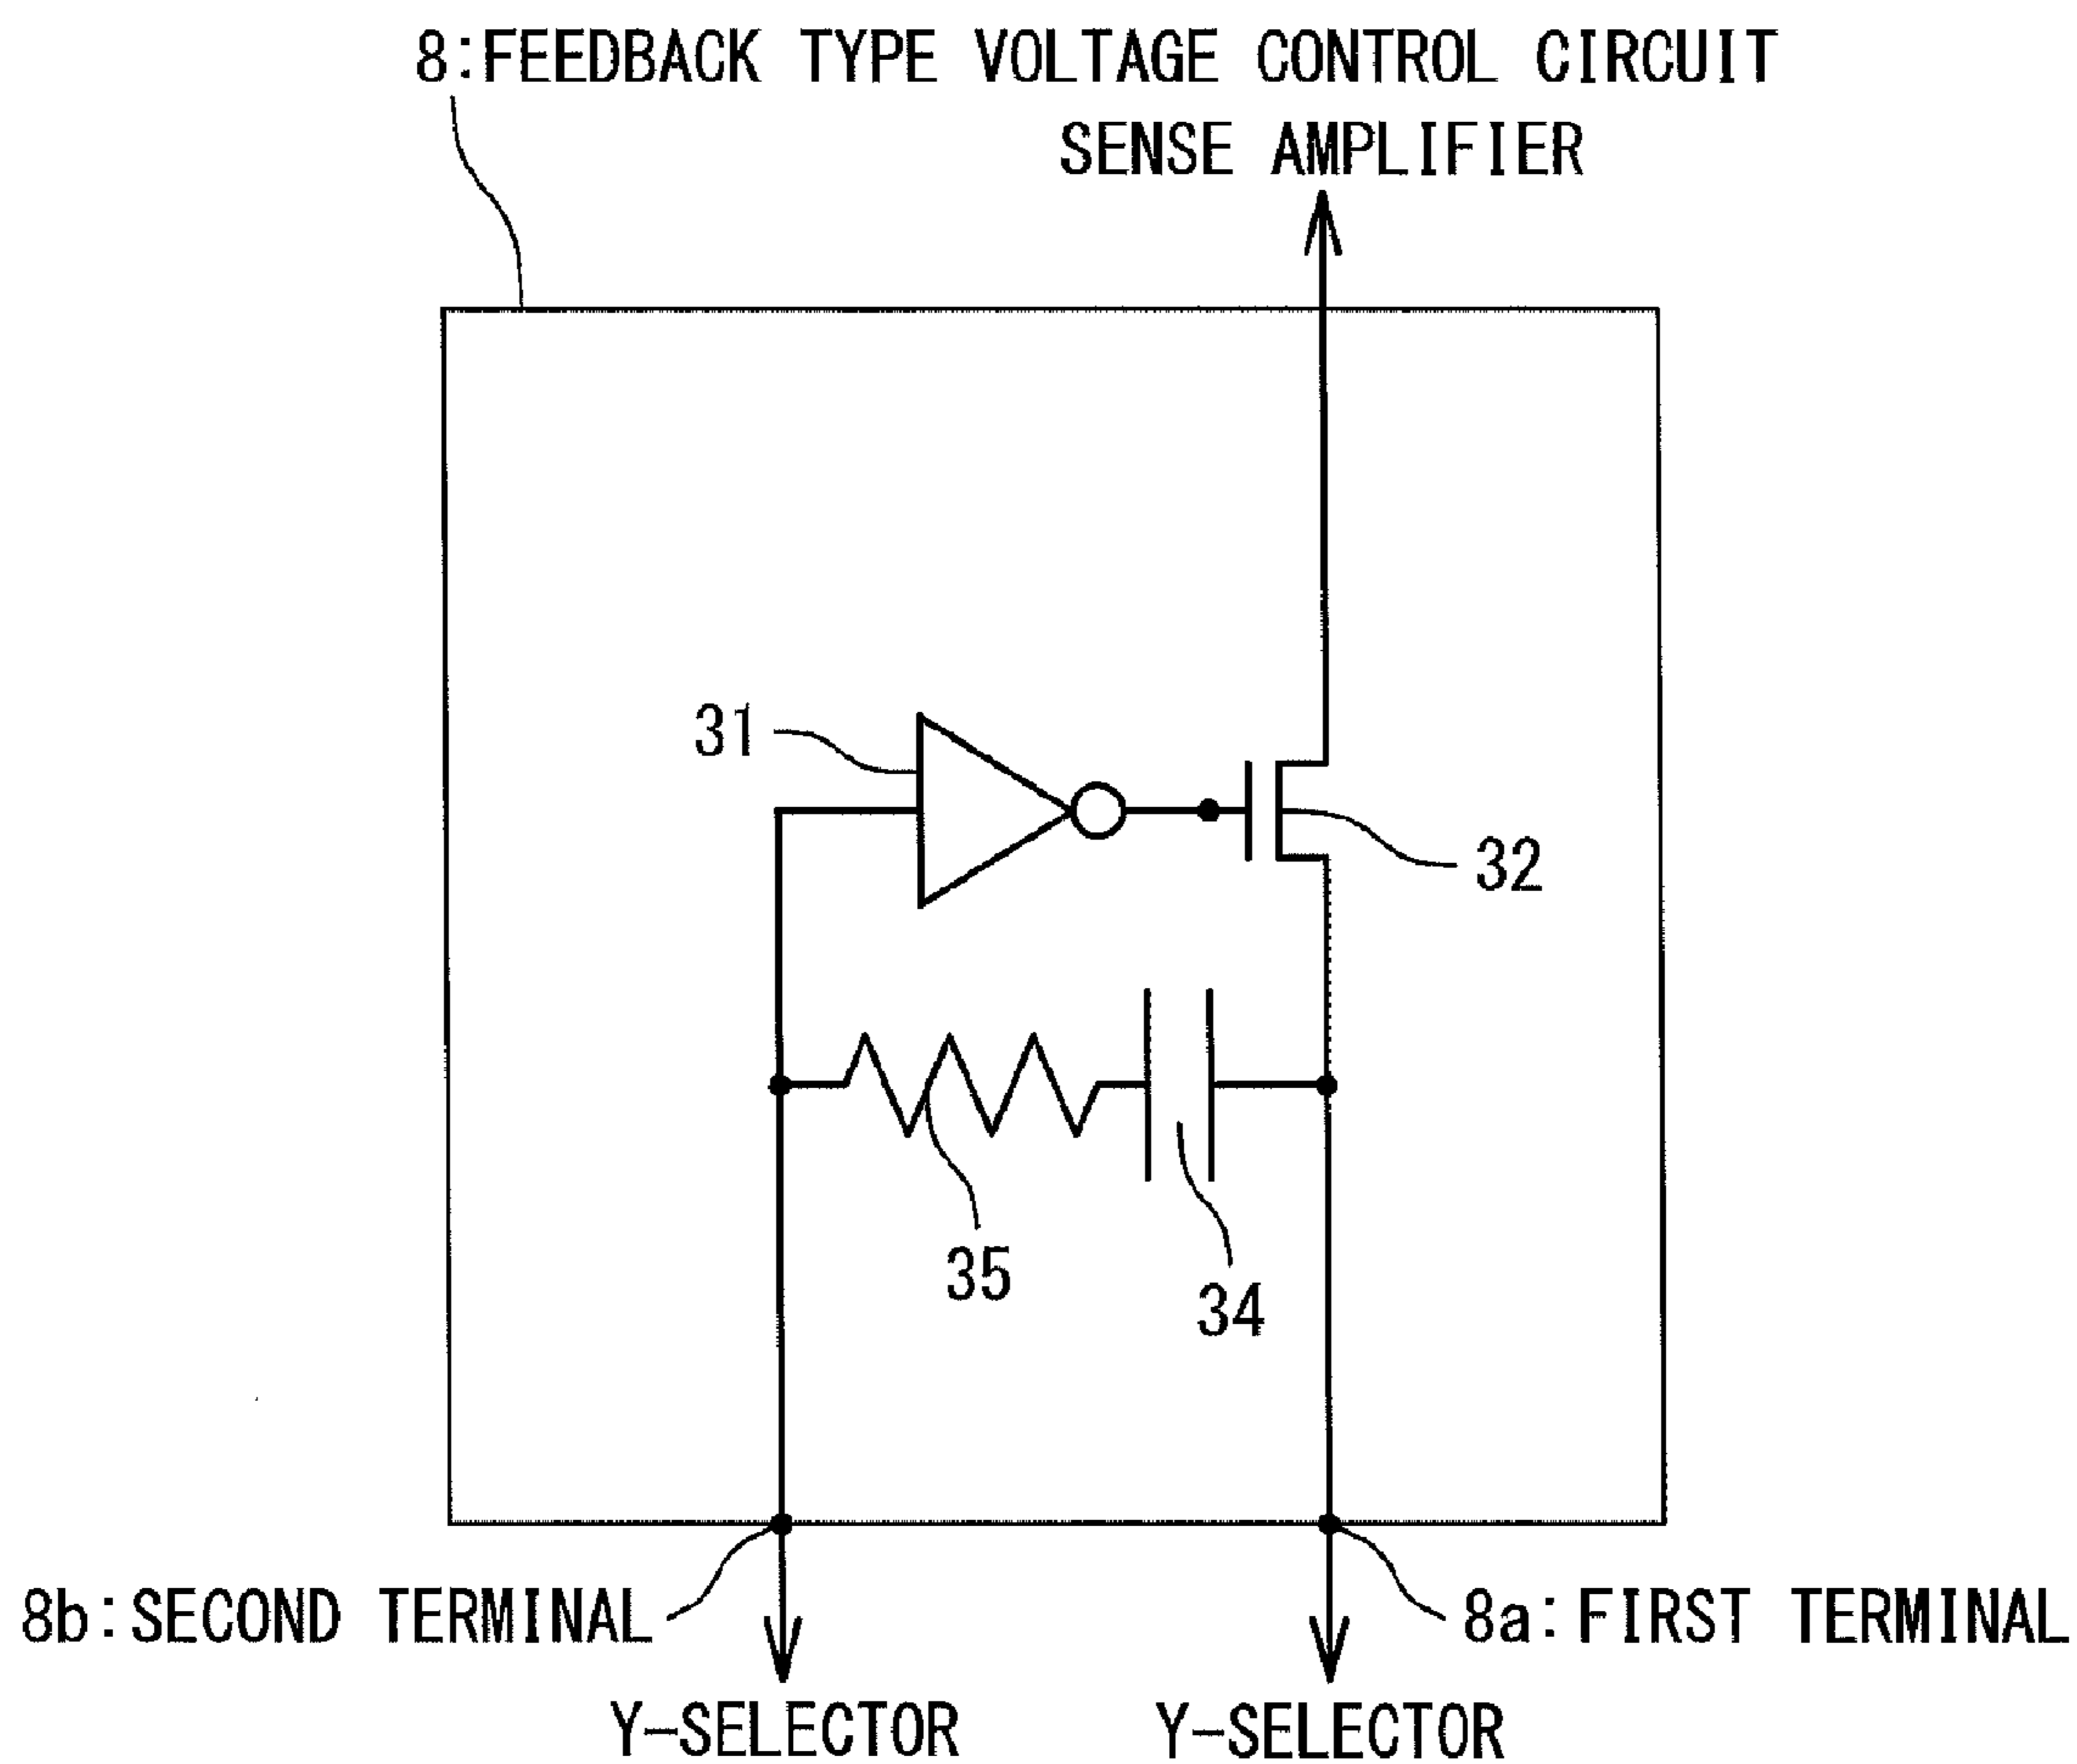 8:FEEDBACK TYPE VOLTAGE CONTROL CIRCUIT
SENSE AMPLIFIER
31
32
35
34
8b:SECOND TERMINAL
8a:FIRST TERMINAL
Y-SELECTOR
Y-SELECTOR